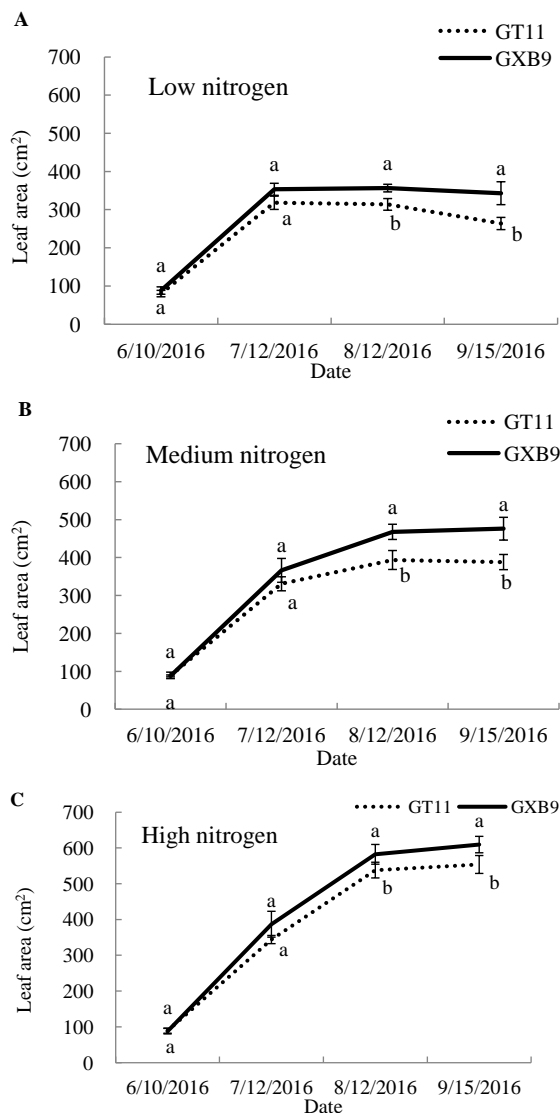 A
GT11
GXB9
Low nitrogen
700
600
500
400
300
200
100
0
Leaf area (cm²)
a
a
a
a
a
a
b
b
6/10/2016 7/12/2016 8/12/2016 9/15/2016
Date
B
GT11
GXB9
Medium nitrogen
700
600
500
400
300
200
100
0
Leaf area (cm²)
a
a
a
a
a
a
b
b
6/10/2016 7/12/2016 8/12/2016 9/15/2016
Date
C
GT11 GXB9
High nitrogen
700
600
500
400
300
200
100
0
Leaf area (cm²)
a
a
a
a
a
a
b
b
6/10/2016 7/12/2016 8/12/2016 9/15/2016
Date